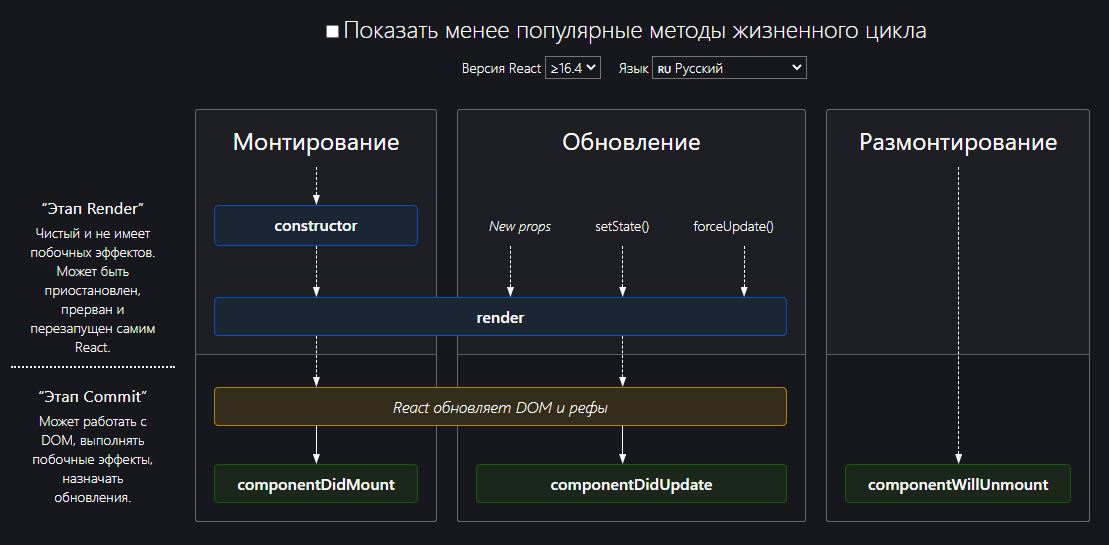 Показать менее популярные методы жизненного цикла
Версия React ≥16.4 Язык RU Русский
Монтирование
Обновление
Размонтирование
“Этап Render”
Чистый и не имеет
побочных эффектов.
Может быть
приостановлен,
прерван и
перезапущен самим
React.
constructor
New props
setState()
forceUpdate()
render
“Этап Commit”
Может работать с
DOM, выполнять
побочные эффекты,
назначать
обновления.
React обновляет DOM и рефы
componentDidMount
componentDidUpdate
componentWillUnmount